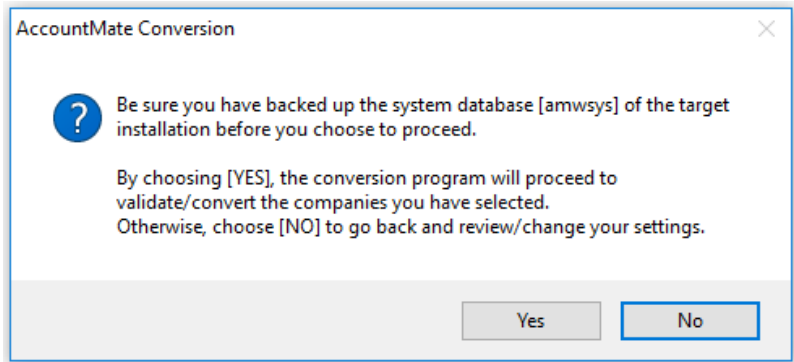 AccountMate Conversion
Be sure you have backed up the system database [amwsys] of the target
installation before you choose to proceed.
By choosing [YES], the conversion program will proceed to
validate/convert the companies you have selected.
Otherwise, choose [NO] to go back and review/change your settings.
Yes No